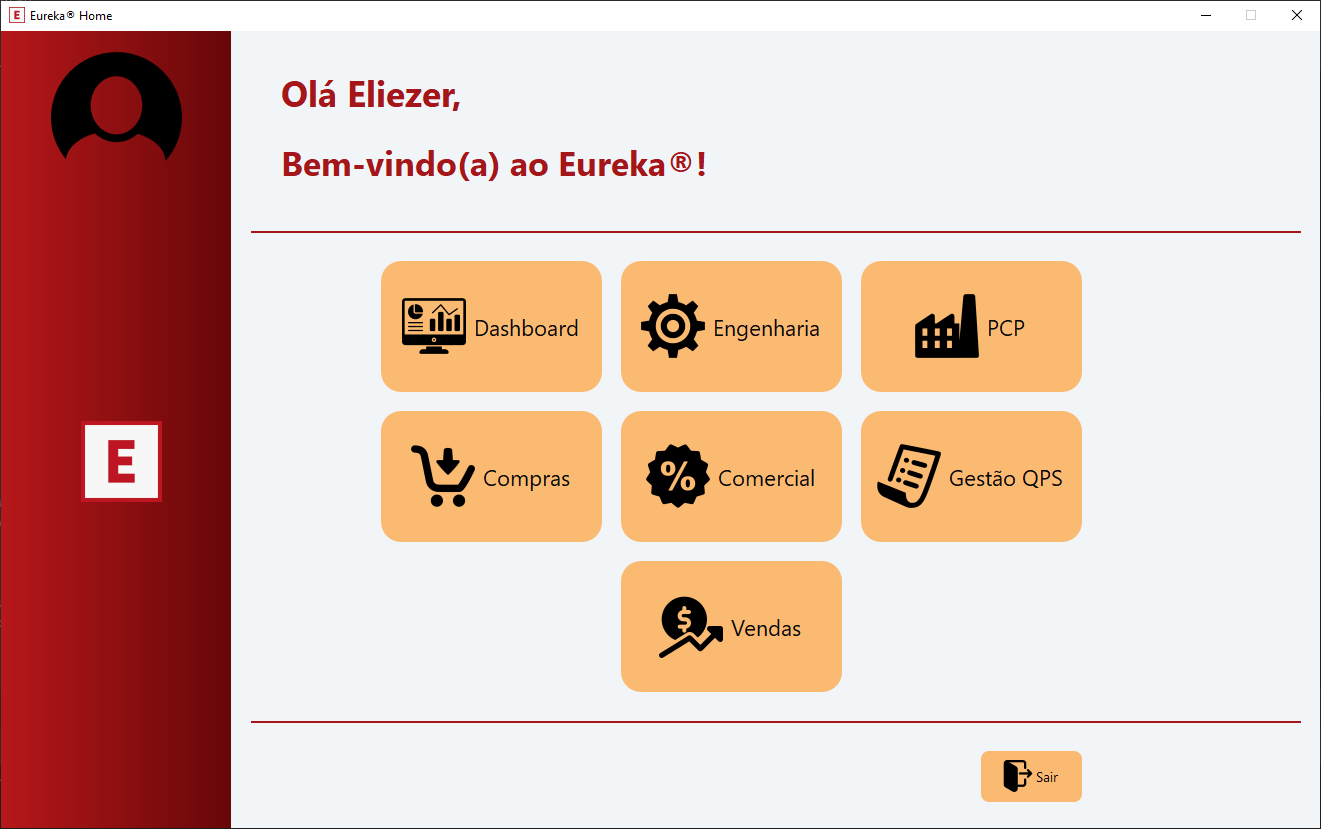 E Eureka® Home
Olá Eliezer,
Bem-vindo(a) ao Eureka®!
Dashboard
Engenharia
PCP
Compras
% Comercial
Gestão QPS
E
$ Vendas
Sair